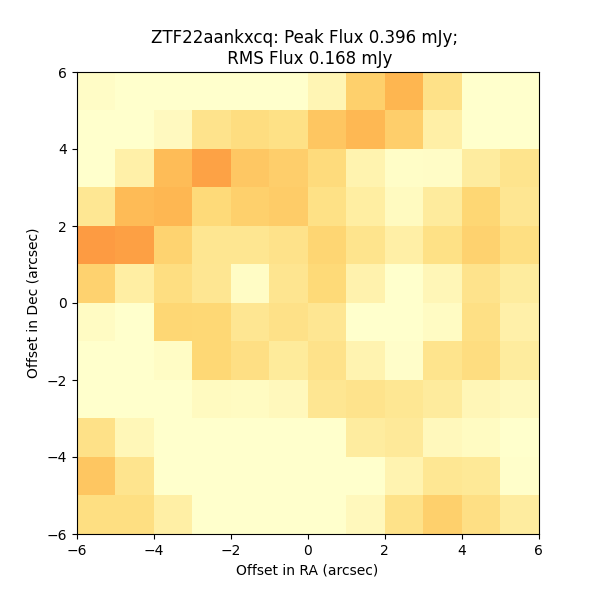 ZTF22aankxcq: Peak Flux 0.396 mJy;
RMS Flux 0.168 mJy
6
4
2
0
−2
−4
−6
Offset in Dec (arcsec)
−6 −4 −2 0 2 4 6
Offset in RA (arcsec)